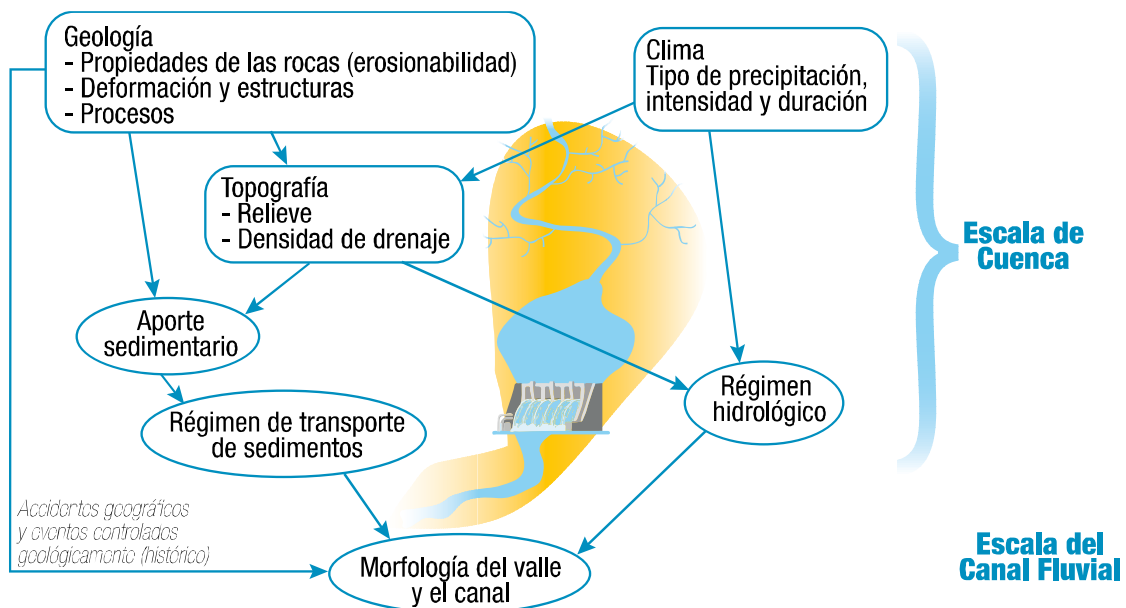 Geología
- Propiedades de las rocas (erosionabilidad)
- Deformación y estructuras
- Procesos
Clima
Tipo de precipitación,
intensidad y duración
Topografía
- Relieve
- Densidad de drenaje
Escala de
Cuenca
Aporte
sedimentario
Régimen
hidrológico
Régimen de transporte
de sedimentos
Accidentes geográficos
y eventos controlados
geológicamente (histórico)
Morfología del valle
y el canal
Escala del
Canal Fluvial